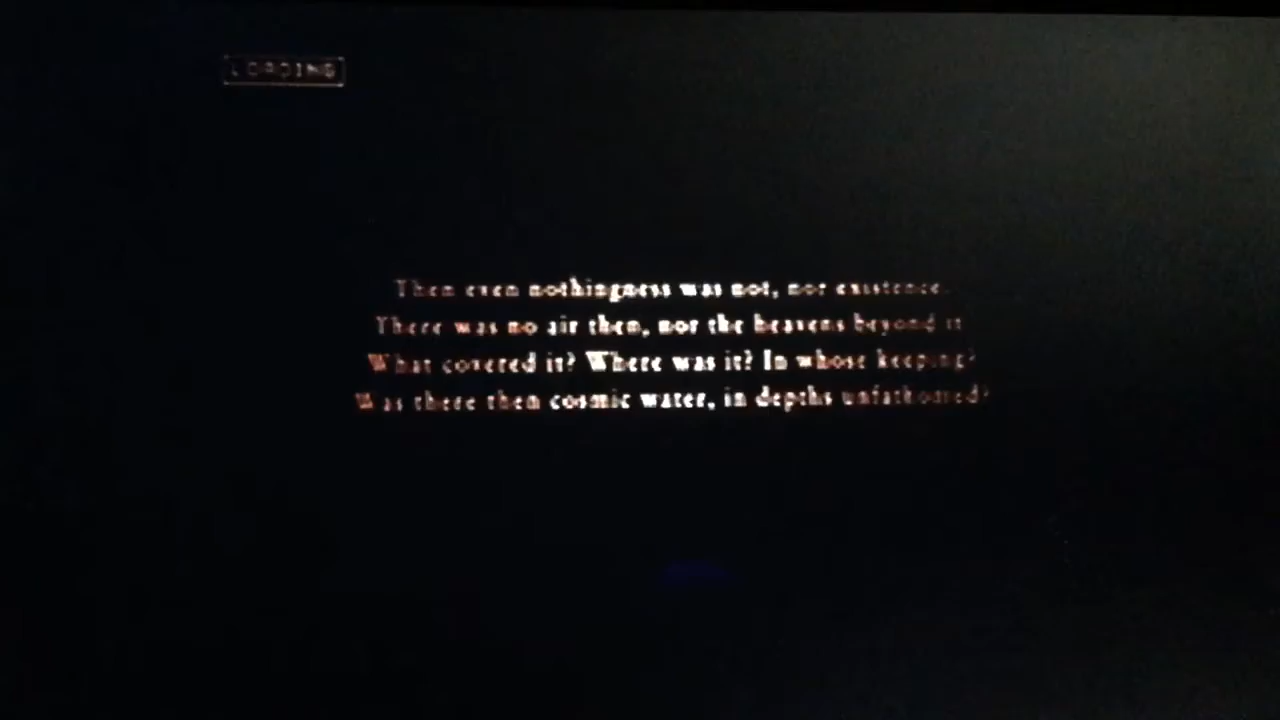 LOADING
Then even nothingness was not, nor existence.
There was no air then, nor the heavens beyond it
What covered it? Where was it? In whose keeping?
Was there then cosmic water, in depths unfathomed?